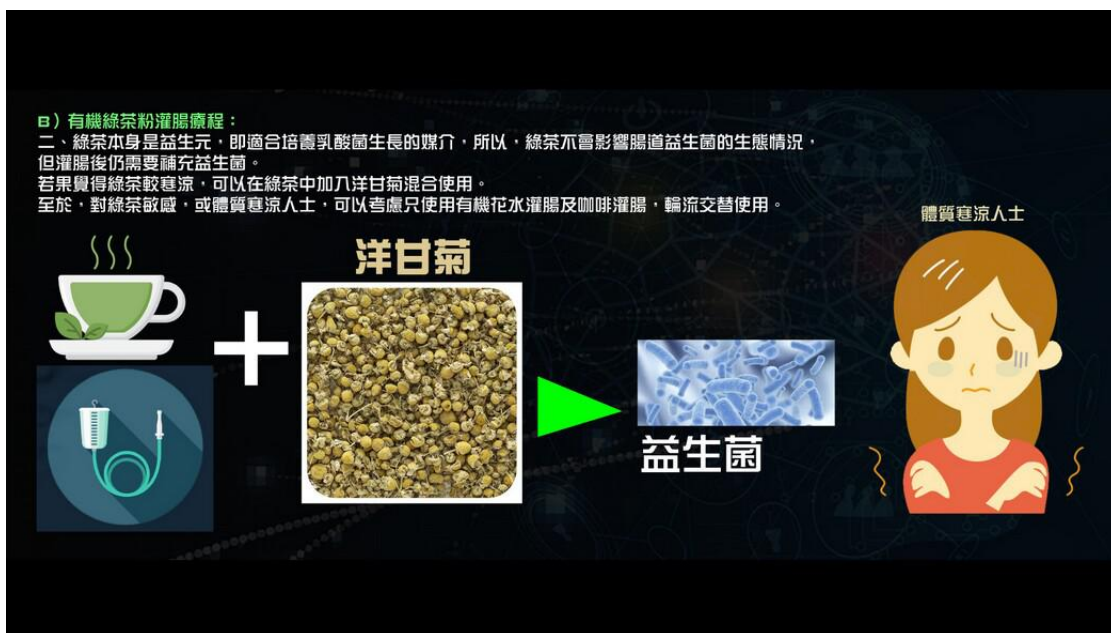 B）有機綠茶粉灌腸療程：
二、綠茶本身是益生元，即適合培養乳酸菌生長的媒介，所以，綠茶不會影響腸道益生菌的生態情況，
但灌腸後仍需要補充益生菌。
若果覺得綠茶較寒涼，可以在綠茶中加入洋甘菊混合使用。
至於，對綠茶敏感，或體質寒涼人士，可以考慮只使用有機花水灌腸及咖啡灌腸，輪流交替使用。
體質寒涼人士
洋甘菊
益生菌